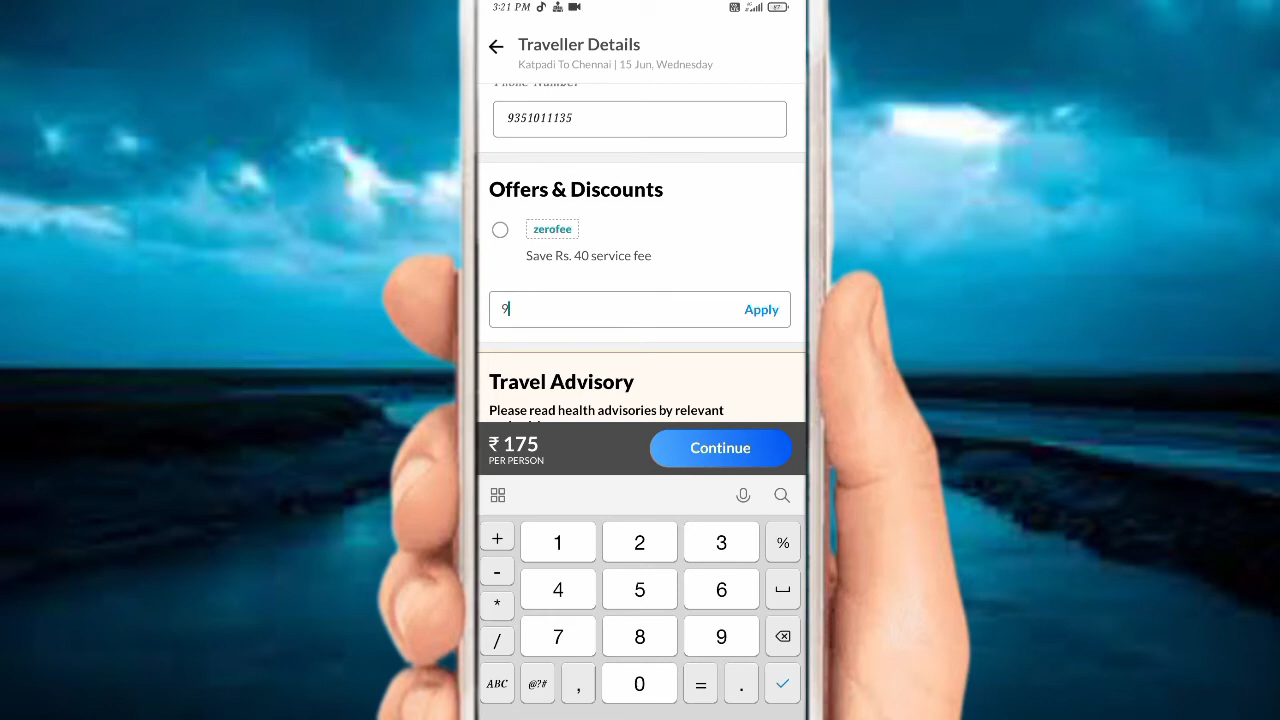 3:21 PM
Traveller Details
Katpadi To Chennai | 15 Jun, Wednesday
Phone Number
9351011135
Offers & Discounts
zerofee
Save Rs. 40 service fee
9
Apply
Travel Advisory
Please read health advisories by relevant
₹ 175
PER PERSON
Continue
+ 1 2 3 %
- 4 5 6
*
/ 7 8 9
ABC @?# , 0 = .